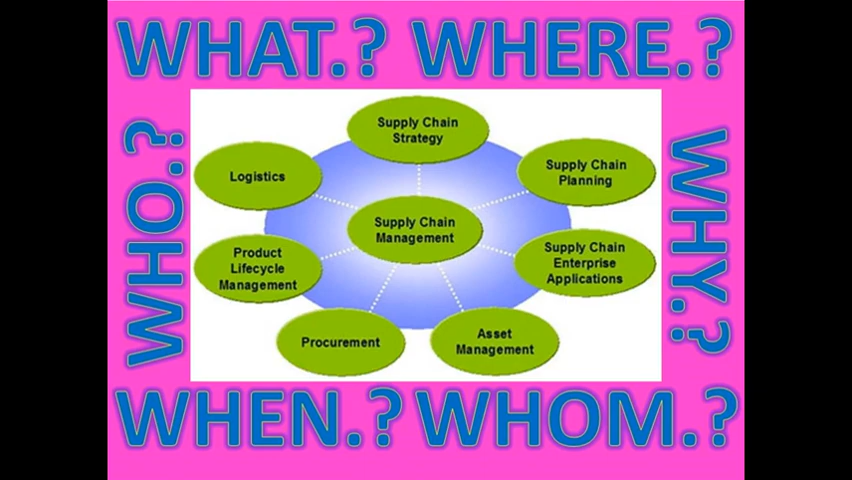 WHAT.? WHERE.?
WHO.?
WHY.?
Supply Chain
Strategy
Logistics
Supply Chain
Planning
Supply Chain
Management
Product
Lifecycle
Management
Supply Chain
Enterprise
Applications
Procurement
Asset
Management
WHEN.? WHOM.?